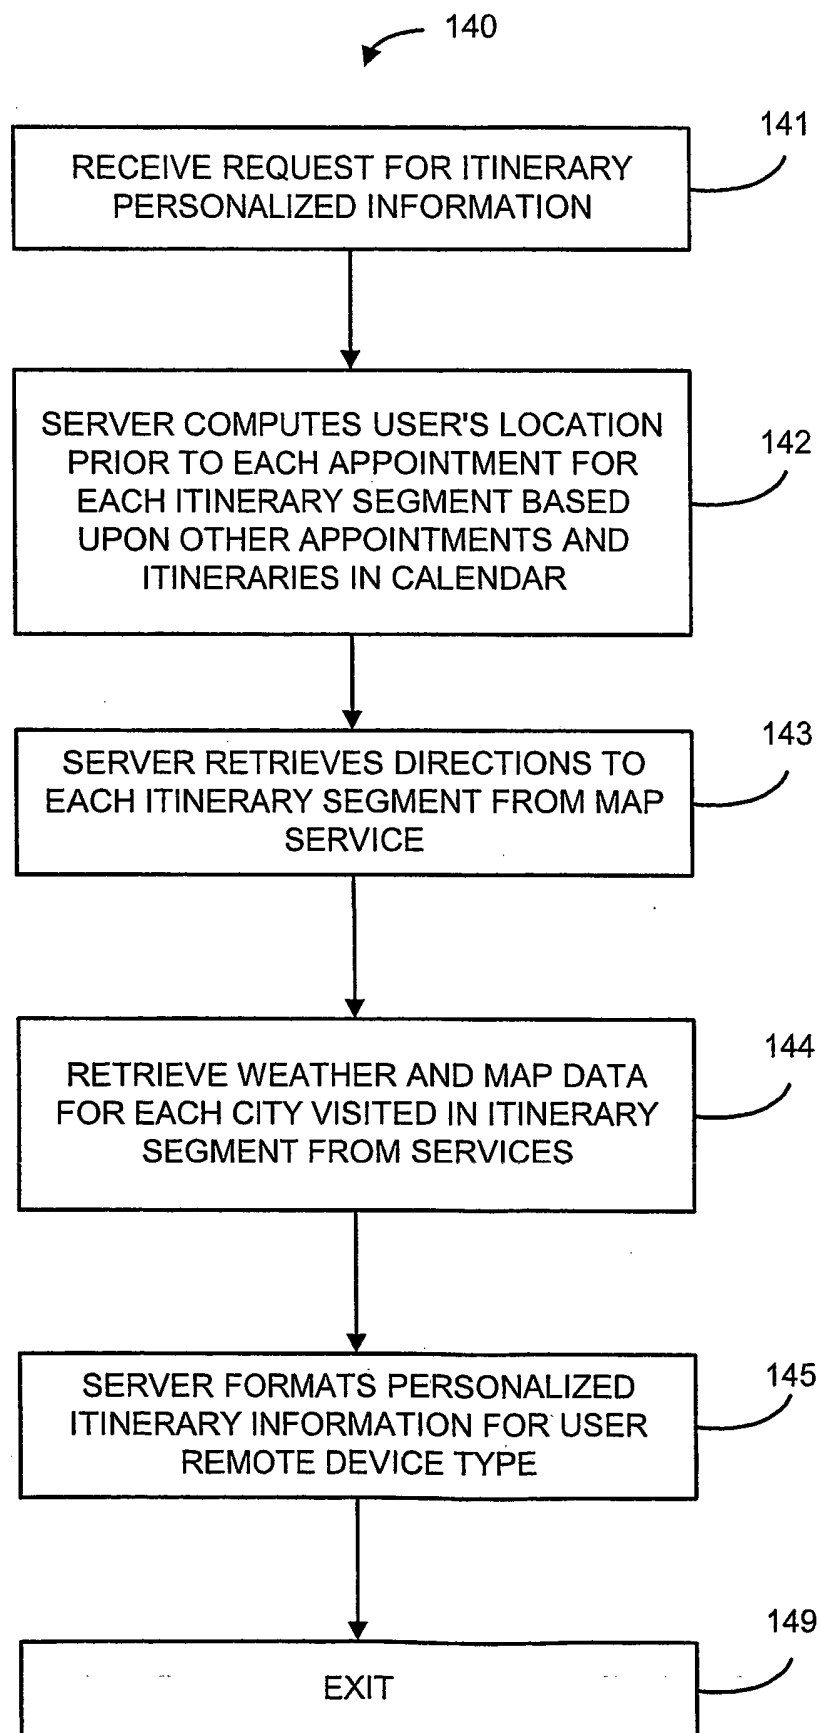 140
141
RECEIVE REQUEST FOR ITINERARY
PERSONALIZED INFORMATION
142
SERVER COMPUTES USER'S LOCATION
PRIOR TO EACH APPOINTMENT FOR
EACH ITINERARY SEGMENT BASED
UPON OTHER APPOINTMENTS AND
ITINERARIES IN CALENDAR
143
SERVER RETRIEVES DIRECTIONS TO
EACH ITINERARY SEGMENT FROM MAP
SERVICE
144
RETRIEVE WEATHER AND MAP DATA
FOR EACH CITY VISITED IN ITINERARY
SEGMENT FROM SERVICES
145
SERVER FORMATS PERSONALIZED
ITINERARY INFORMATION FOR USER
REMOTE DEVICE TYPE
149
EXIT